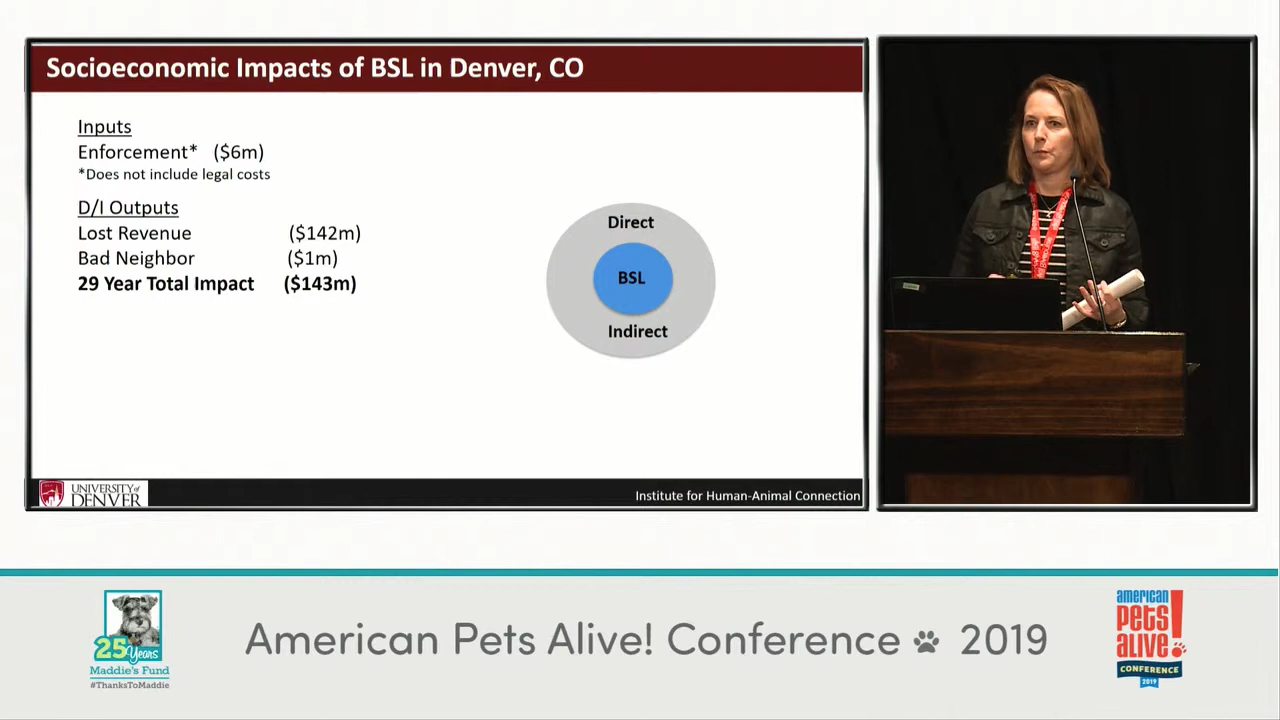 Socioeconomic Impacts of BSL in Denver, CO
Inputs
Enforcement* ($6m)
*Does not include legal costs
D/I Outputs
Lost Revenue ($142m)
Bad Neighbor ($1m)
29 Year Total Impact ($143m)
Direct
BSL
Indirect
UNIVERSITY of
DENVER
Institute for Human-Animal Connection
25 Years
Maddie's Fund
#ThanksToMaddie
American Pets Alive! Conference 2019
american
pets
alive!
CONFERENCE
2019